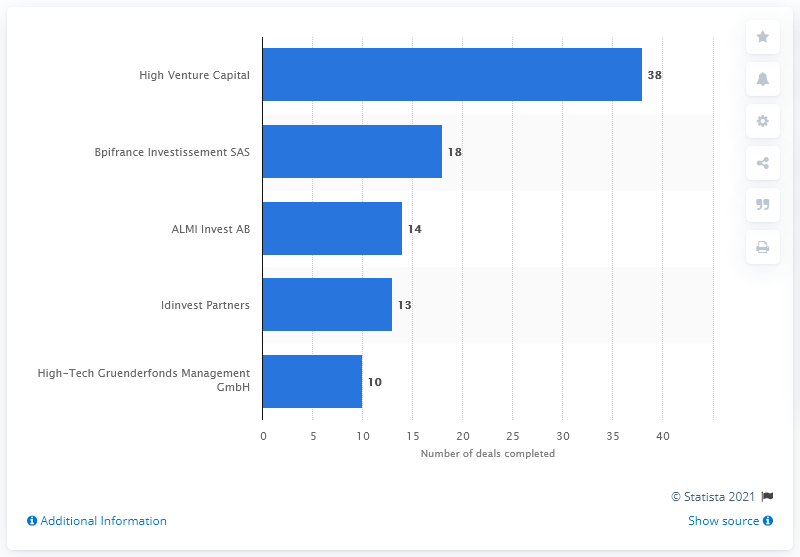 High Venture Capital
38
Bpifrance Investissement SAS
18
ALMI Invest AB
14
Idinvest Partners
13
High-Tech Gruenderfonds Management
GmbH
10
0 5 10 15 20 25 30 35 40
Number of deals completed
© Statista 2021
Additional Information
Show source